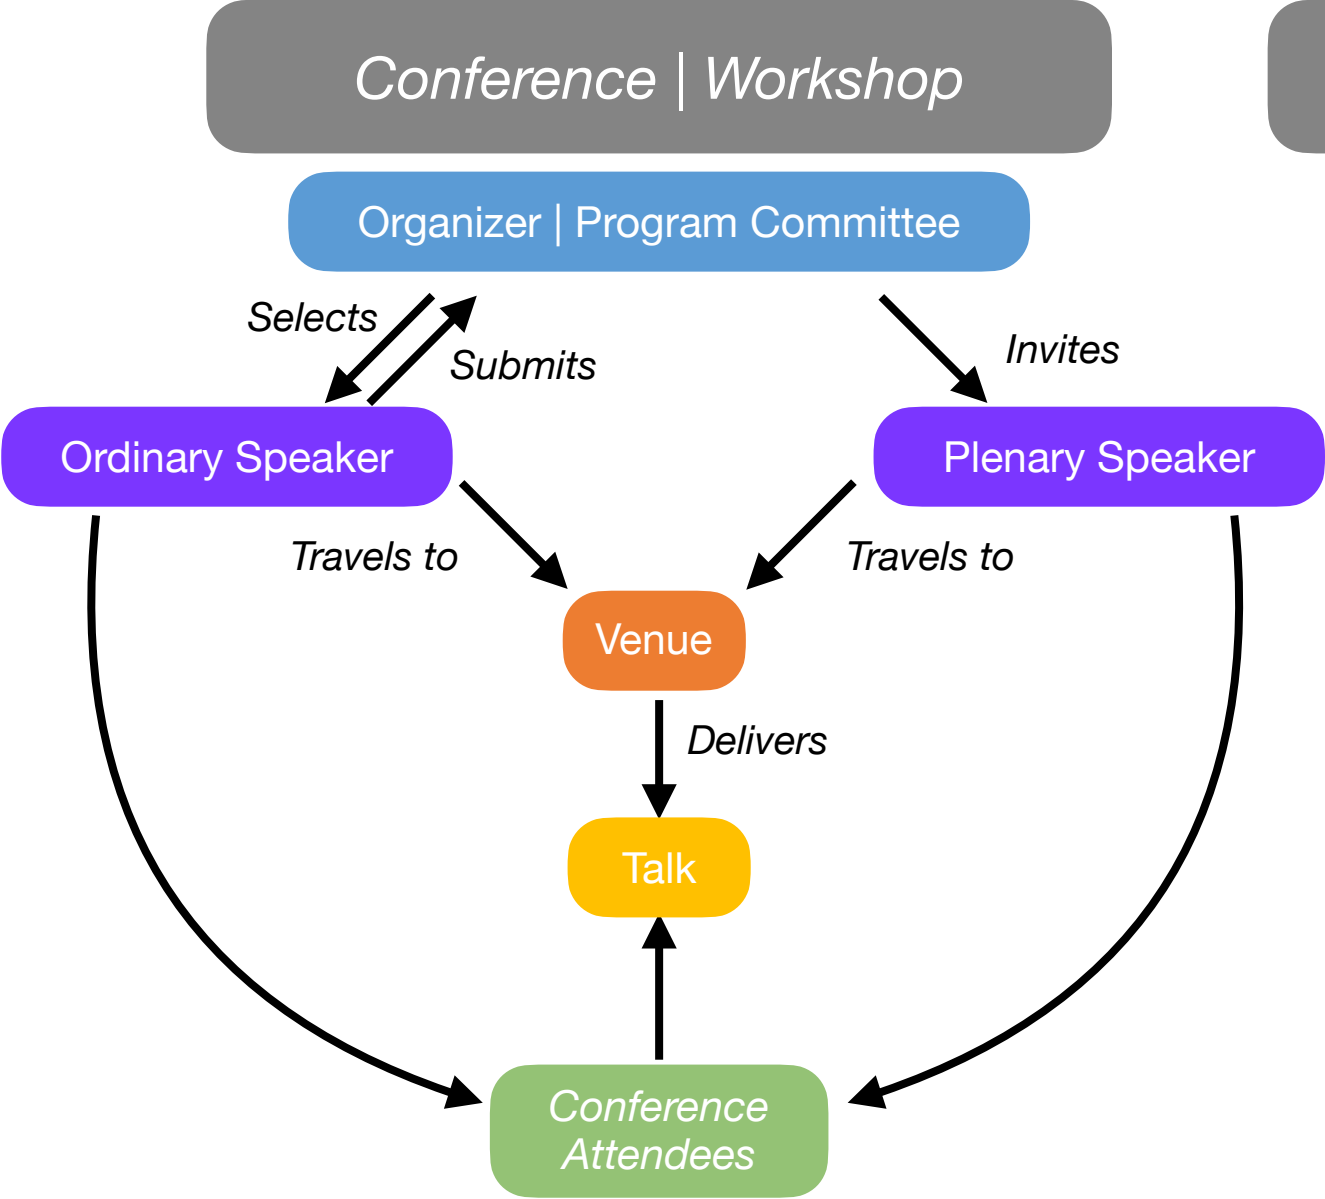 Conference | Workshop
Organizer | Program Committee
Selects
Submits
Invites
Ordinary Speaker
Plenary Speaker
Travels to
Travels to
Venue
Delivers
Talk
Conference
Attendees